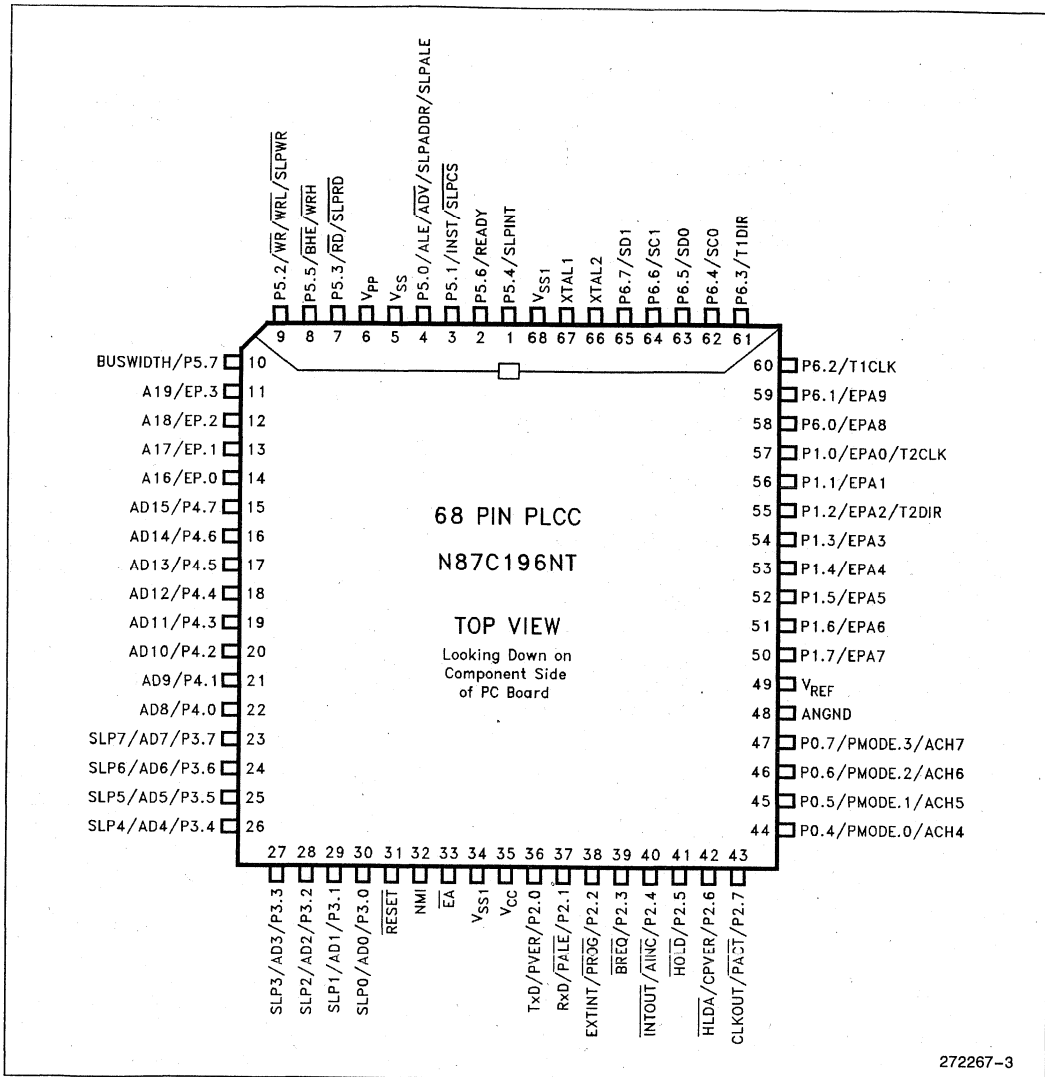 P5.2/WR/WRL/SLPWR
P5.5/BHE/WRH
P5.3/RD/SLPRD
VPP
VSS
P5.0/ALE/ADV/SLPADDR/SLPALE
P5.1/INST/SLPCS
P5.6/READY
P5.4/SLPINT
VSS1
XTAL1
XTAL2
P6.7/SD1
P6.6/SC1
P6.5/SD0
P6.4/SC0
P6.3/T1DIR
9 8 7 6 5 4 3 2 1 68 67 66 65 64 63 62 61
BUSWIDTH/P5.7 10
A19/EP.3 11
A18/EP.2 12
A17/EP.1 13
A16/EP.0 14
AD15/P4.7 15
AD14/P4.6 16
AD13/P4.5 17
AD12/P4.4 18
AD11/P4.3 19
AD10/P4.2 20
AD9/P4.1 21
AD8/P4.0 22
SLP7/AD7/P3.7 23
SLP6/AD6/P3.6 24
SLP5/AD5/P3.5 25
SLP4/AD4/P3.4 26
68 PIN PLCC
N87C196NT
TOP VIEW
Looking Down on
Component Side
of PC Board
60 P6.2/T1CLK
59 P6.1/EPA9
58 P6.0/EPA8
57 P1.0/EPA0/T2CLK
56 P1.1/EPA1
55 P1.2/EPA2/T2DIR
54 P1.3/EPA3
53 P1.4/EPA4
52 P1.5/EPA5
51 P1.6/EPA6
50 P1.7/EPA7
49 VREF
48 ANGND
47 P0.7/PMODE.3/ACH7
46 P0.6/PMODE.2/ACH6
45 P0.5/PMODE.1/ACH5
44 P0.4/PMODE.0/ACH4
27 28 29 30 31 32 33 34 35 36 37 38 39 40 41 42 43
SLP3/AD3/P3.3
SLP2/AD2/P3.2
SLP1/AD1/P3.1
SLP0/AD0/P3.0
RESET
NMI
EA
VSS1
VCC
TxD/PVER/P2.0
RxD/PALE/P2.1
EXTINT/PROG/P2.2
BREQ/P2.3
INTOUT/AINC/P2.4
HOLD/P2.5
HLDA/CPVER/P2.6
CLKOUT/PACT/P2.7
272267-3